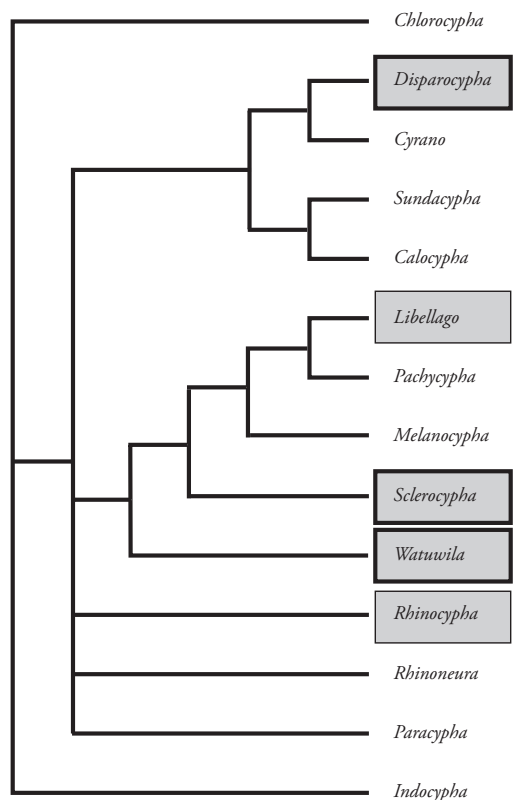 Chlorocypha
Disparocypha
Cyrano
Sundacypha
Calocypha
Libellago
Pachycypha
Melanocypha
Sclerocypha
Watuwila
Rhinocypha
Rhinoneura
Paracypha
Indocypha